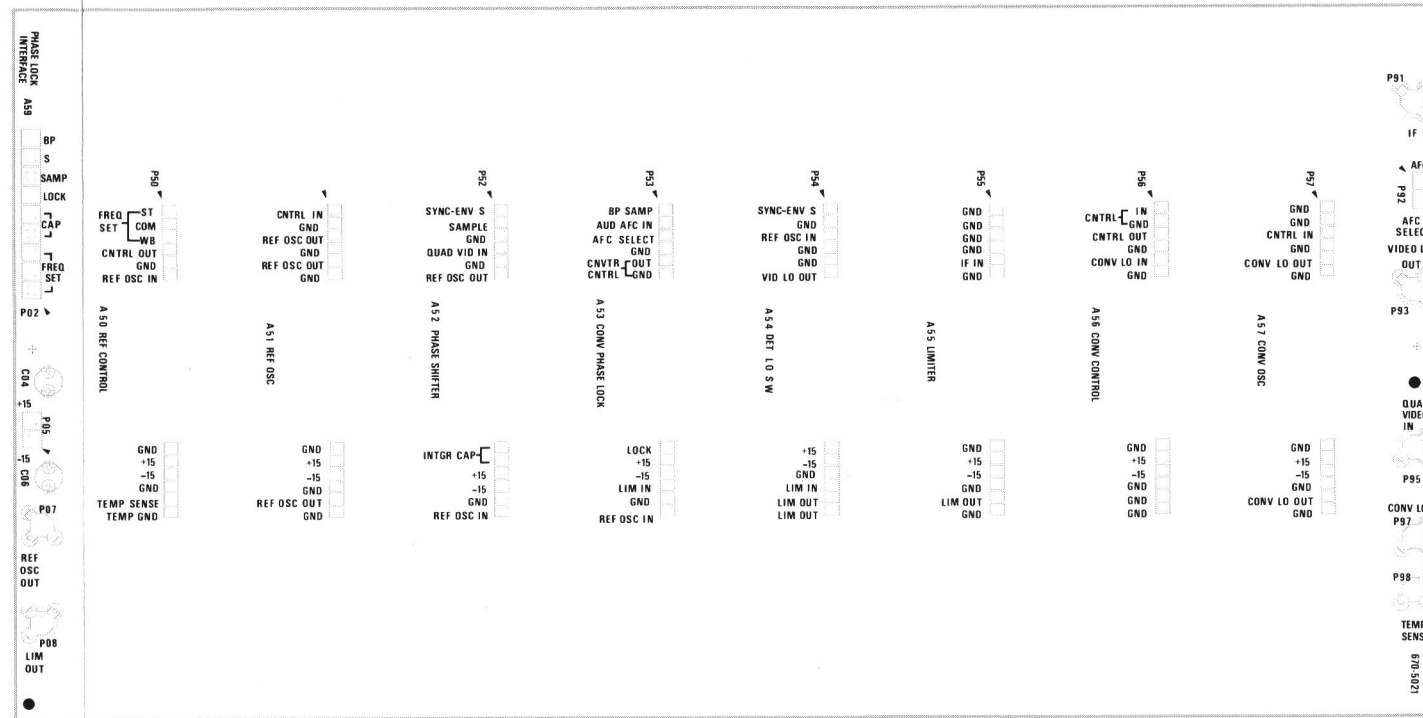 PHASE LOCK
INTERFACE
A59
BP
S
SAMP
LOCK
CAP
FREQ
SET
P02
C04
+15
P05
-15
C06
P07
REF
OSC
OUT
P08
LIM
OUT
P50
FREQ
SET
ST
COM
WB
CNTRL OUT
GND
REF OSC IN
A50 REF CONTROL
GND
+15
-15
GND
TEMP SENSE
TEMP GND
CNTRL IN
GND
REF OSC OUT
GND
REF OSC OUT
GND
A51 REF OSC
GND
+15
-15
GND
REF OSC OUT
GND
P52
SYNC-ENV S
SAMPLE
GND
QUAD VID IN
GND
REF OSC OUT
A52 PHASE SHIFTER
INTGR CAP
+15
-15
GND
REF OSC IN
P53
BP SAMP
AUD AFC IN
AFC SELECT
GND
CNVTR
CNTRL
OUT
GND
A53 CONV PHASE LOCK
LOCK
+15
-15
LIM IN
GND
REF OSC IN
P54
SYNC-ENV S
GND
REF OSC IN
GND
GND
VID LO OUT
A54 DET LO SW
+15
-15
GND
LIM IN
LIM OUT
LIM OUT
P55
GND
GND
GND
GND
IF IN
GND
A55 LIMITER
GND
+15
-15
GND
LIM OUT
GND
P56
CNTRL
IN
GND
CNTRL OUT
GND
CONV LO IN
GND
A56 CONV CONTROL
GND
+15
-15
GND
GND
GND
P57
GND
GND
CNTRL IN
GND
CONV LO OUT
GND
A57 CONV OSC
GND
+15
-15
GND
CONV LO OUT
GND
P91
IF
AF
P92
AFC
SELEC
VIDEO L
OUT
P93
QUA
VIDE
IN
P95
CONV LO
P97
P98
TEMP
SENS
670-5021